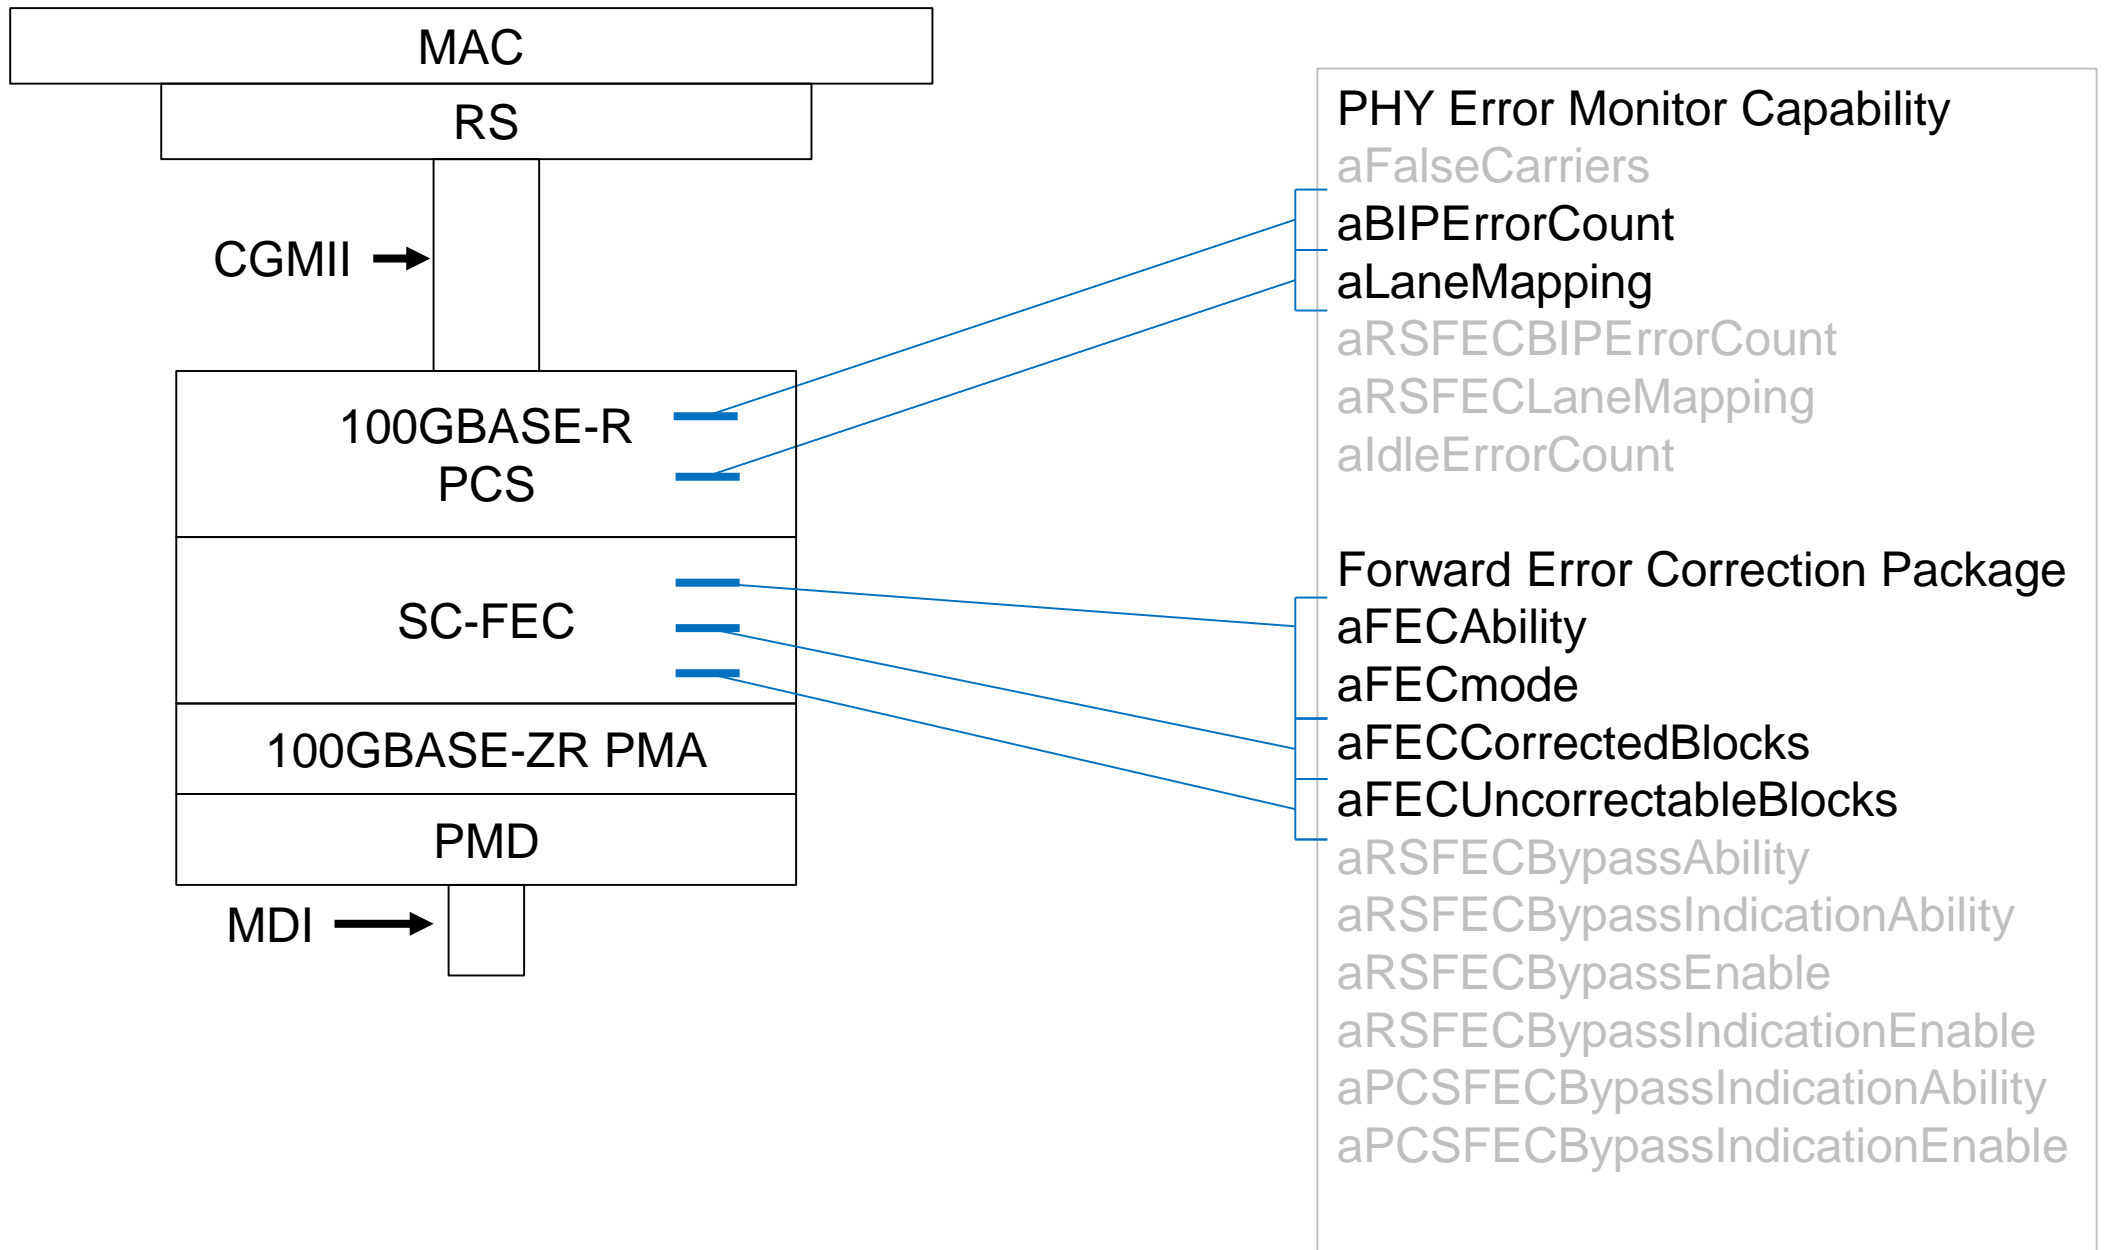 MAC
RS
CGMII
100GBASE-R
PCS
SC-FEC
100GBASE-ZR PMA
PMD
MDI
PHY Error Monitor Capability
aFalseCarriers
aBIPErrorCount
aLaneMapping
aRSFECBIPErrorCount
aRSFECLaneMapping
aIdleErrorCount
Forward Error Correction Package
aFECAbility
aFECmode
aFECCorrectedBlocks
aFECUncorrectableBlocks
aRSFECBypassAbility
aRSFECBypassIndicationAbility
aRSFECBypassEnable
aRSFECBypassIndicationEnable
aPCSFECBypassIndicationAbility
aPCSFECBypassIndicationEnable